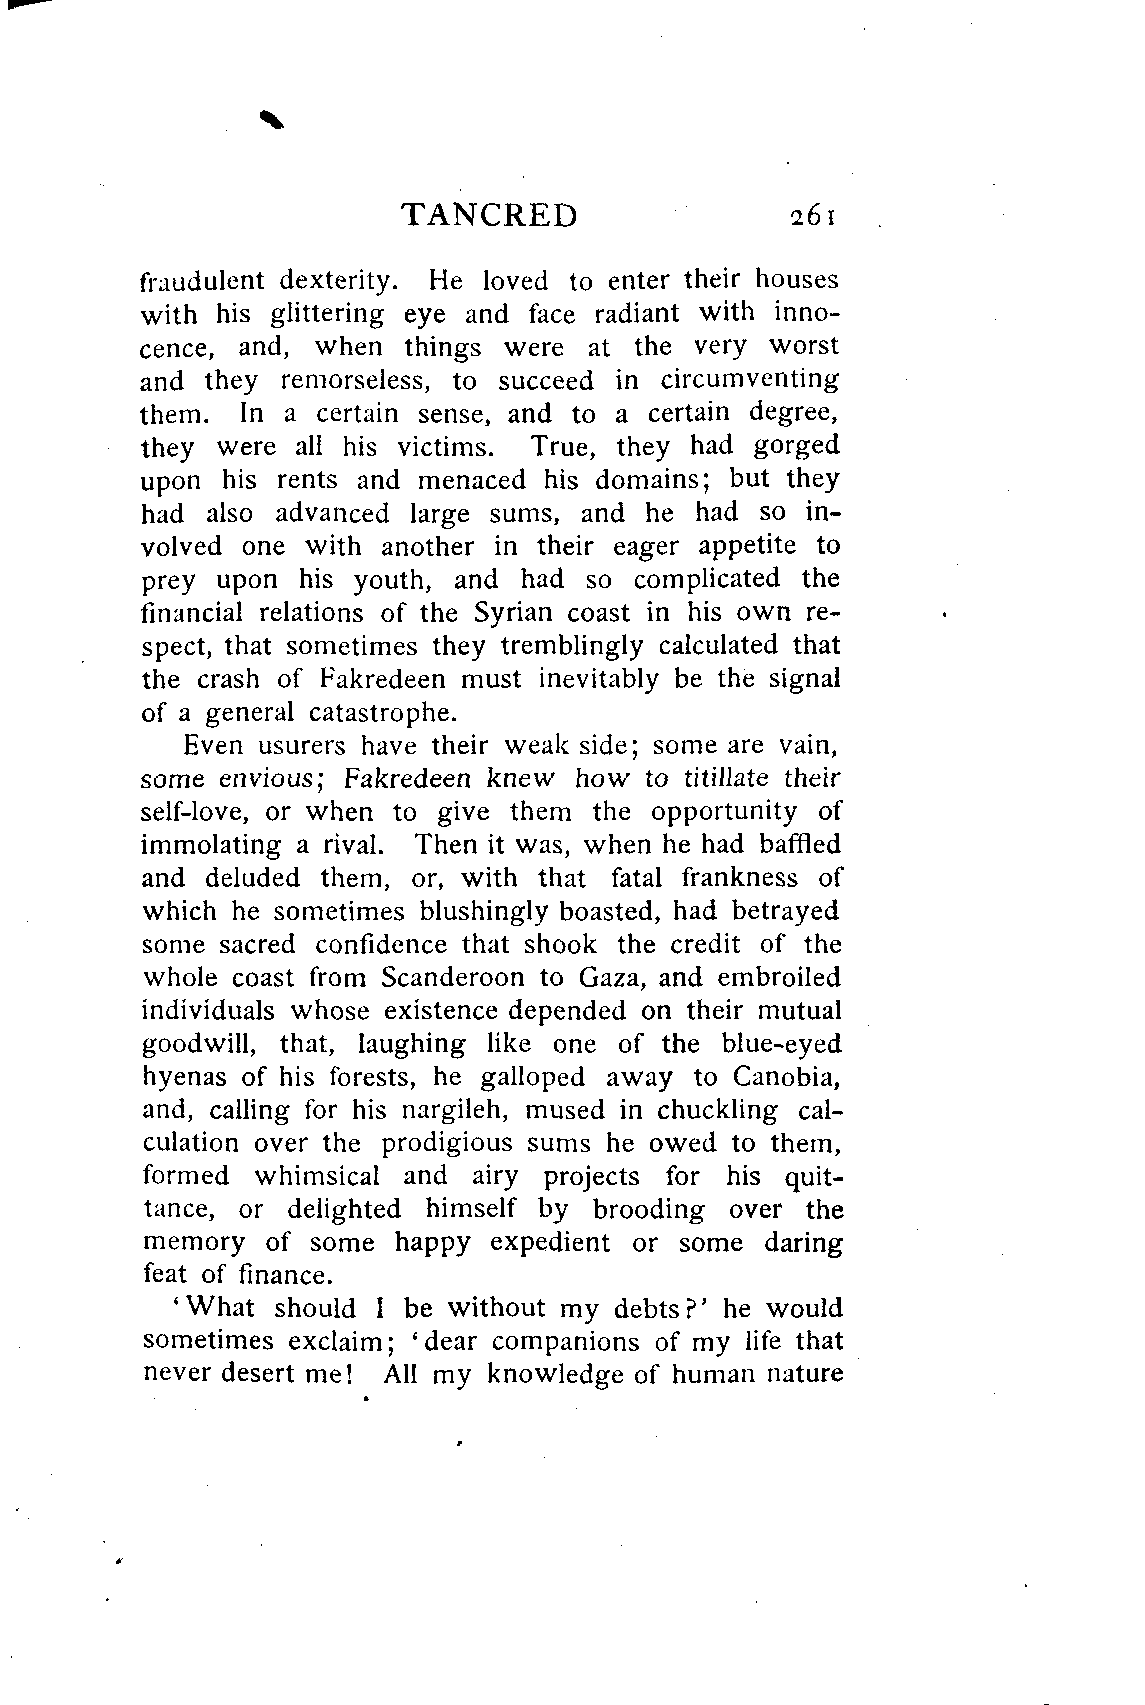 TANCRED 261
fraudulent dexterity. He loved to enter their houses
with his glittering eye and face radiant with inno-
cence, and, when things were at the very worst
and they remorseless, to succeed in circumventing
them. In a certain sense, and to a certain degree,
they were all his victims. True, they had gorged
upon his rents and menaced his domains; but they
had also advanced large sums, and he had so in-
volved one with another in their eager appetite to
prey upon his youth, and had so complicated the
financial relations of the Syrian coast in his own re-
spect, that sometimes they tremblingly calculated that
the crash of Fakredeen must inevitably be the signal
of a general catastrophe.
Even usurers have their weak side; some are vain,
some envious; Fakredeen knew how to titillate their
self-love, or when to give them the opportunity of
immolating a rival. Then it was, when he had baffled
and deluded them, or, with that fatal frankness of
which he sometimes blushingly boasted, had betrayed
some sacred confidence that shook the credit of the
whole coast from Scanderoon to Gaza, and embroiled
individuals whose existence depended on their mutual
goodwill, that, laughing like one of the blue-eyed
hyenas of his forests, he galloped away to Canobia,
and, calling for his nargileh, mused in chuckling cal-
culation over the prodigious sums he owed to them,
formed whimsical and airy projects for his quit-
tance, or delighted himself by brooding over the
memory of some happy expedient or some daring
feat of finance.
‘What should I be without my debts?’ he would
sometimes exclaim; ‘dear companions of my life that
never desert me! All my knowledge of human nature